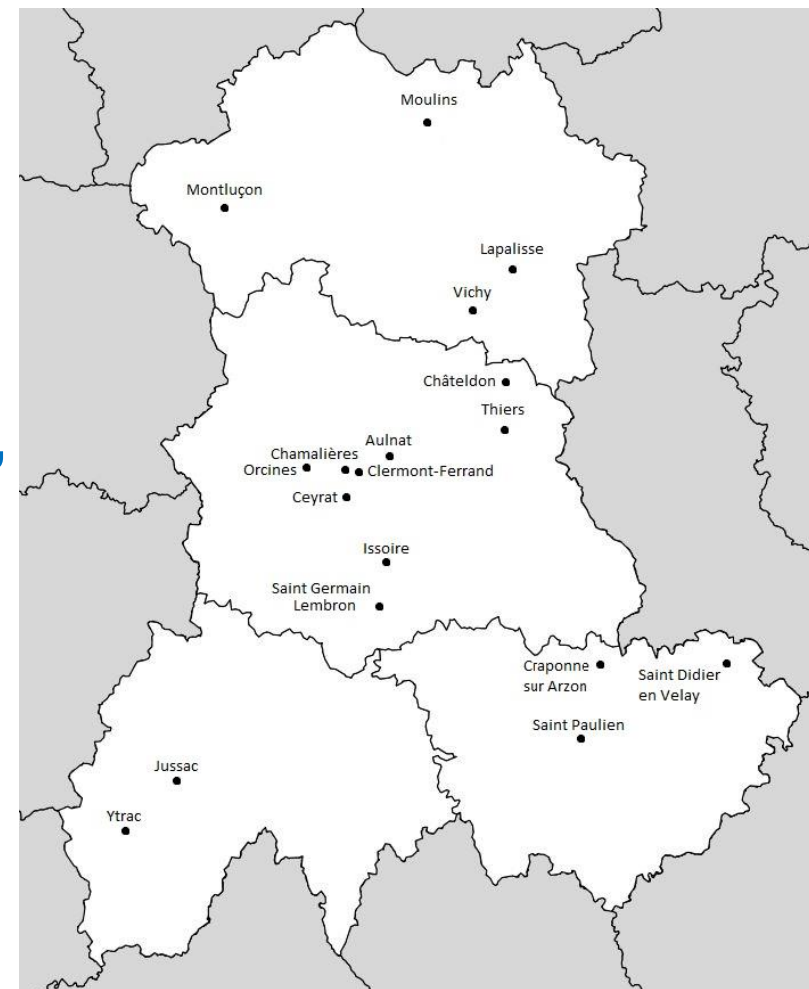 Moulins
Montluçon
Lapalisse
Vichy
Châteldon
Thiers
Aulnat
Chamalières
Orcines
Clermont-Ferrand
Ceyrat
Issoire
Saint Germain
Lembron
Craponne
sur Arzon
Saint Didier
en Velay
Saint Paulien
Jussac
Ytrac